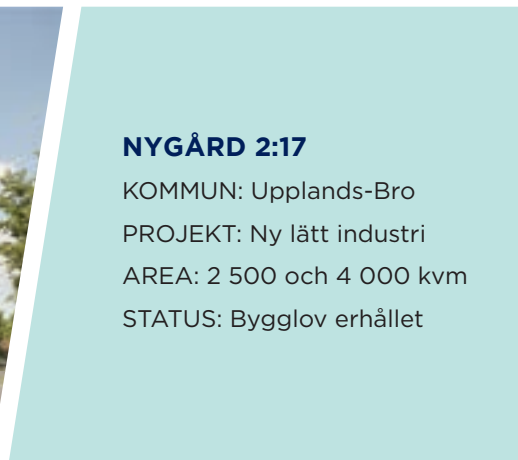 NYGÅRD 2:17
KOMMUN: Upplands-Bro
PROJEKT: Ny lätt industri
AREA: 2 500 och 4 000 kvm
STATUS: Bygglov erhållet